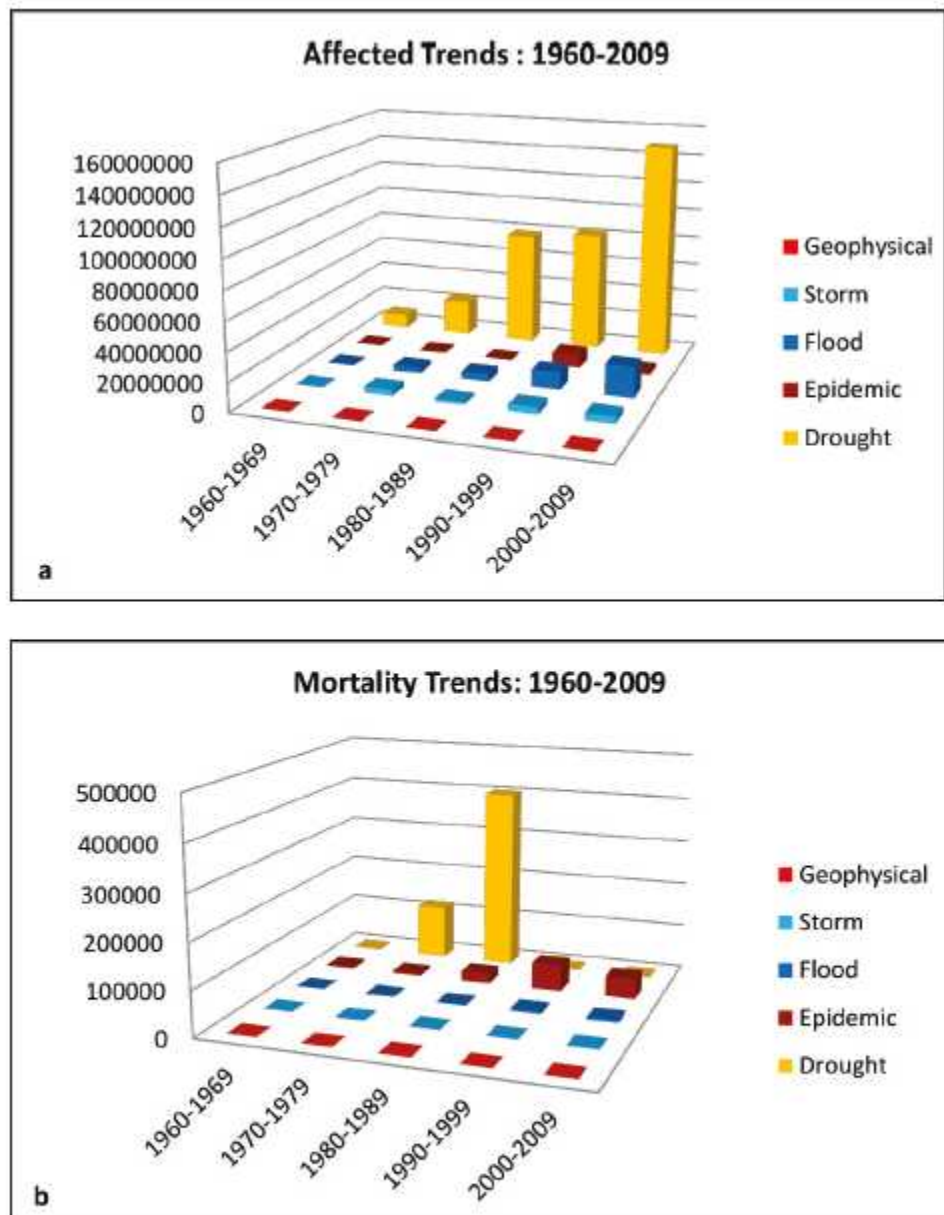 Affected Trends : 1960-2009
160000000
140000000
120000000
100000000
80000000
60000000
40000000
20000000
0
1960-1969
1970-1979
1980-1989
1990-1999
2000-2009
Geophysical
Storm
Flood
Epidemic
Drought
a
Mortality Trends: 1960-2009
500000
400000
300000
200000
100000
0
1960-1969
1970-1979
1980-1989
1990-1999
2000-2009
Geophysical
Storm
Flood
Epidemic
Drought
b